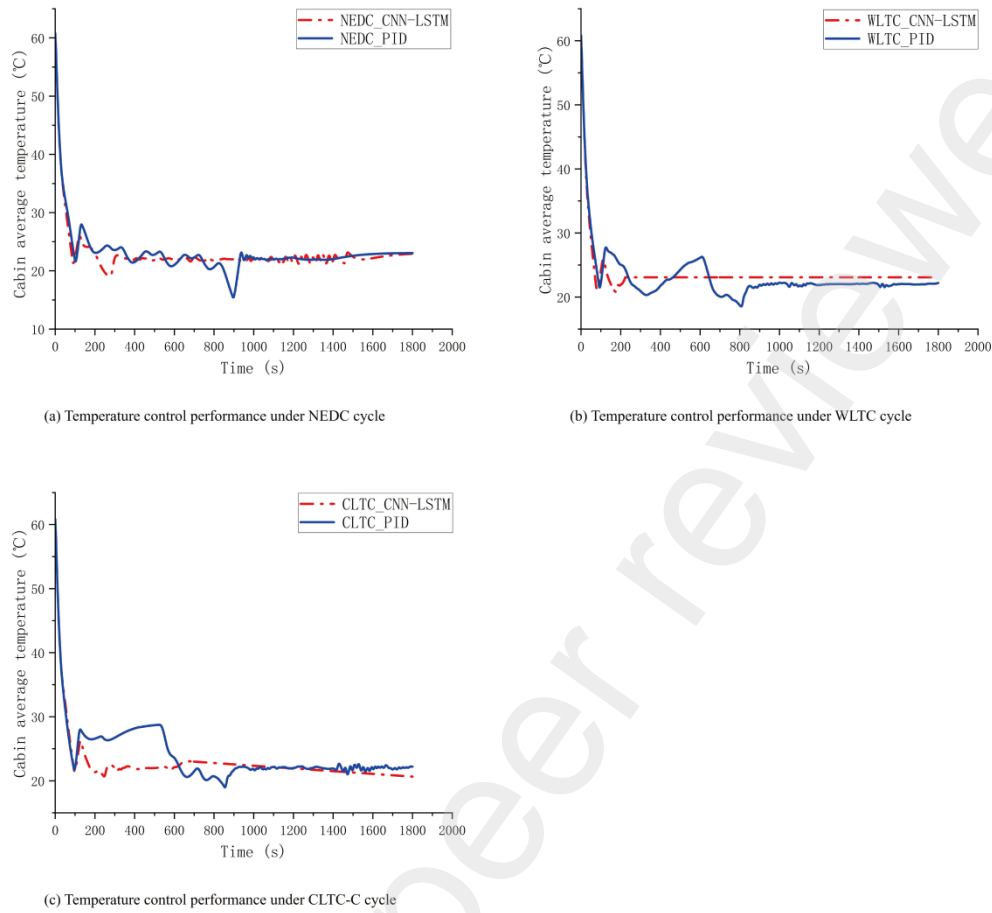 NEDC_CNN-LSTM
NEDC_PID
Cabin average temperature (℃)
60
50
40
30
20
10
0 200 400 600 800 1000 1200 1400 1600 1800 2000
Time (s)
(a) Temperature control performance under NEDC cycle
WLTC_CNN-LSTM
WLTC_PID
Cabin average temperature (℃)
60
50
40
30
20
0 200 400 600 800 1000 1200 1400 1600 1800 2000
Time (s)
(b) Temperature control performance under WLTC cycle
CLTC_CNN-LSTM
CLTC_PID
Cabin average temperature (℃)
60
50
40
30
20
0 200 400 600 800 1000 1200 1400 1600 1800 2000
Time (s)
(c) Temperature control performance under CLTC-C cycle
peer reviewe